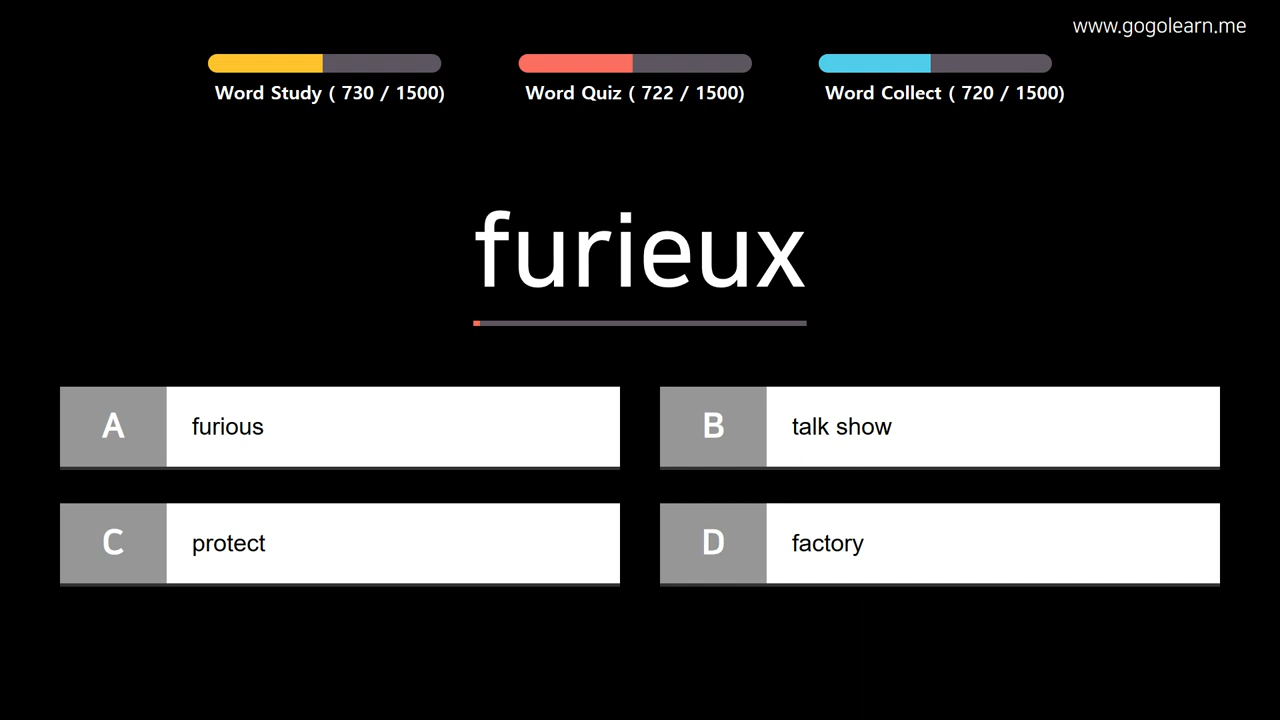 www.gogolearn.me
Word Study ( 730 / 1500)
Word Quiz ( 722 / 1500)
Word Collect ( 720 / 1500)
furieux
A furious
B talk show
C protect
D factory